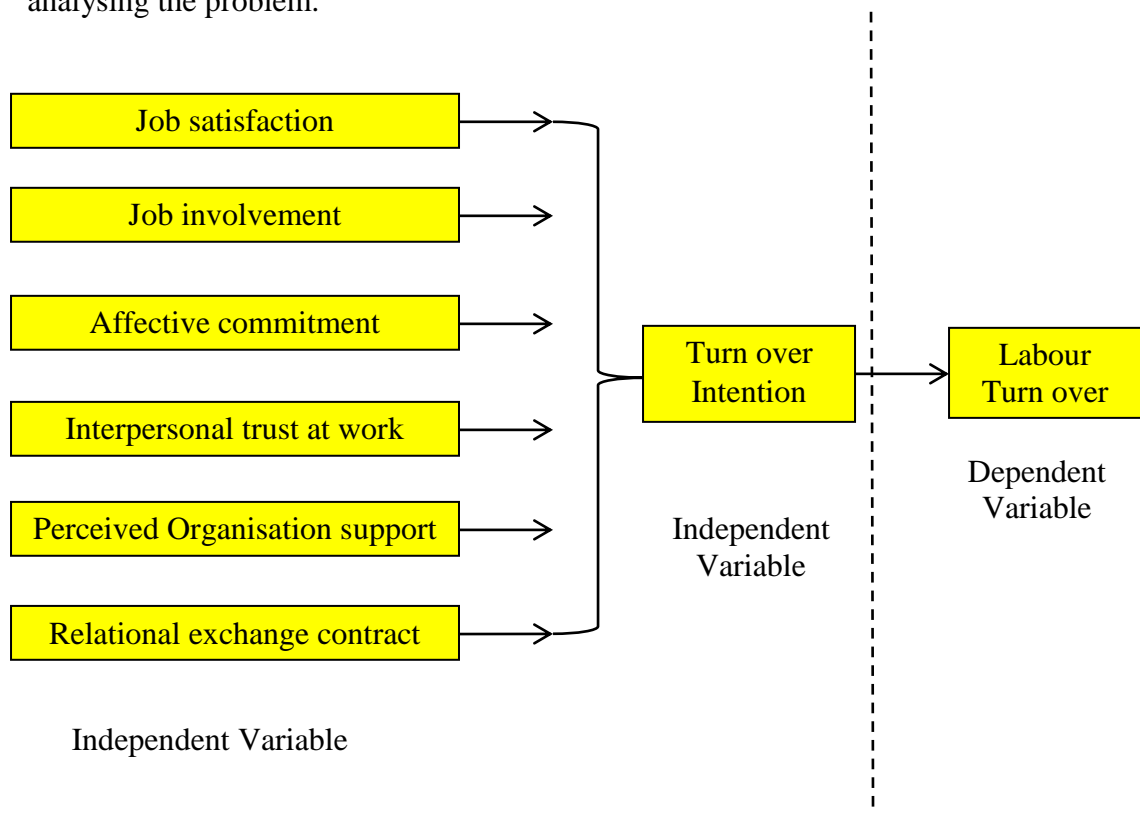 analysing the problem.
Job satisfaction
Job involvement
Affective commitment
Interpersonal trust at work
Perceived Organisation support
Relational exchange contract
Independent Variable
Turn over
Intention
Independent
Variable
Labour
Turn over
Dependent
Variable